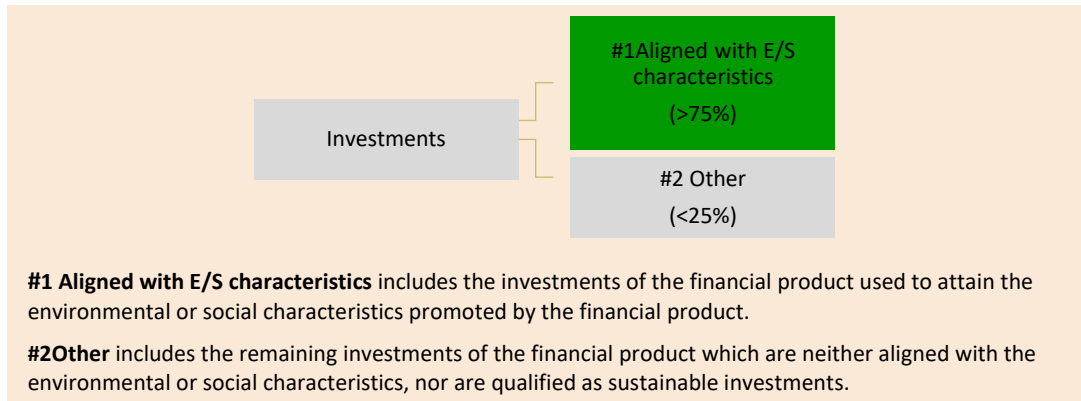 #1Aligned with E/S
characteristics
(>75%)
Investments
#2 Other
(<25%)
#1 Aligned with E/S characteristics includes the investments of the financial product used to attain the
environmental or social characteristics promoted by the financial product.
#2Other includes the remaining investments of the financial product which are neither aligned with the
environmental or social characteristics, nor are qualified as sustainable investments.